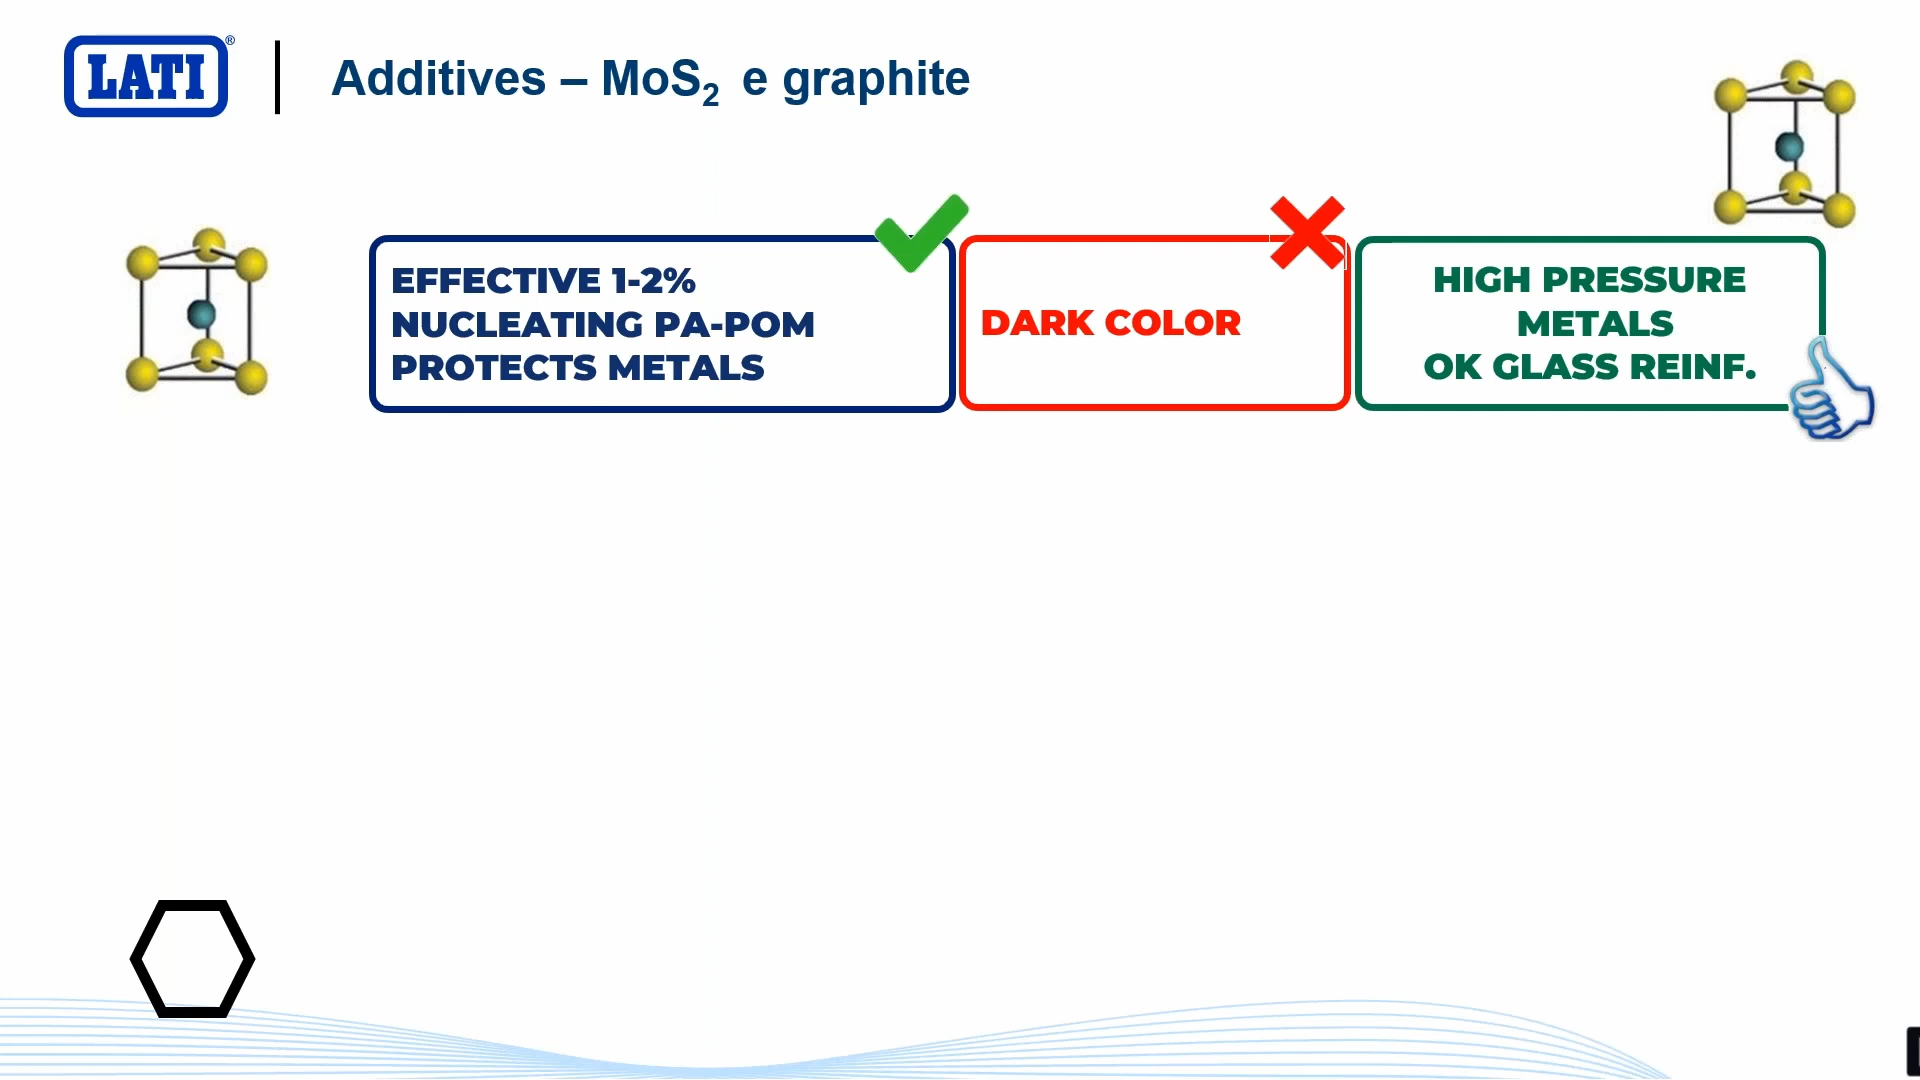 LATI®
Additives – MoS₂ e graphite
EFFECTIVE 1-2%
NUCLEATING PA-POM
PROTECTS METALS
DARK COLOR
HIGH PRESSURE
METALS
OK GLASS REINF.